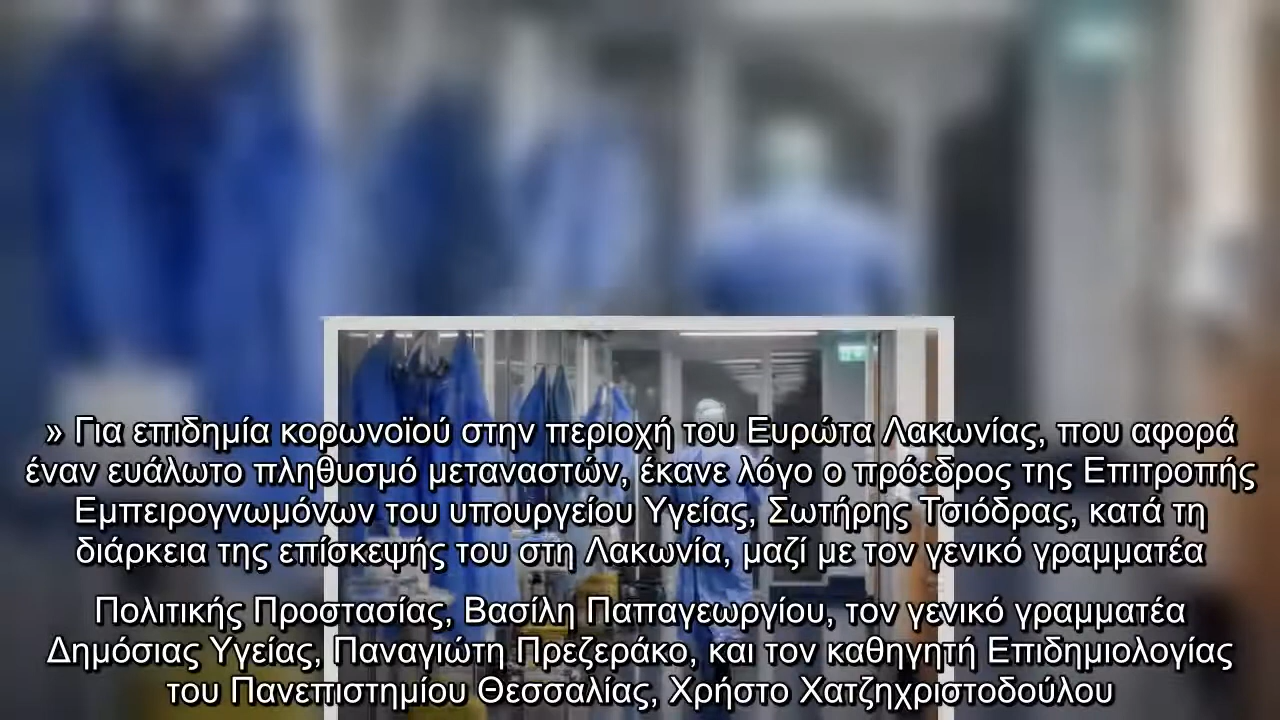 » Για επιδημία κορωνοϊού στην περιοχή του Ευρώτα Λακωνίας, που αφορά
έναν ευάλωτο πληθυσμό μεταναστών, έκανε λόγο ο πρόεδρος της Επιτροπής
Εμπειρογνωμόνων του υπουργείου Υγείας, Σωτήρης Τσιόδρας, κατά τη
διάρκεια της επίσκεψής του στη Λακωνία, μαζί με τον γενικό γραμματέα
Πολιτικής Προστασίας, Βασίλη Παπαγεωργίου, τον γενικό γραμματέα
Δημόσιας Υγείας, Παναγιώτη Πρεζεράκο, και τον καθηγητή Επιδημιολογίας
του Πανεπιστημίου Θεσσαλίας, Χρήστο Χατζηχριστοδούλου